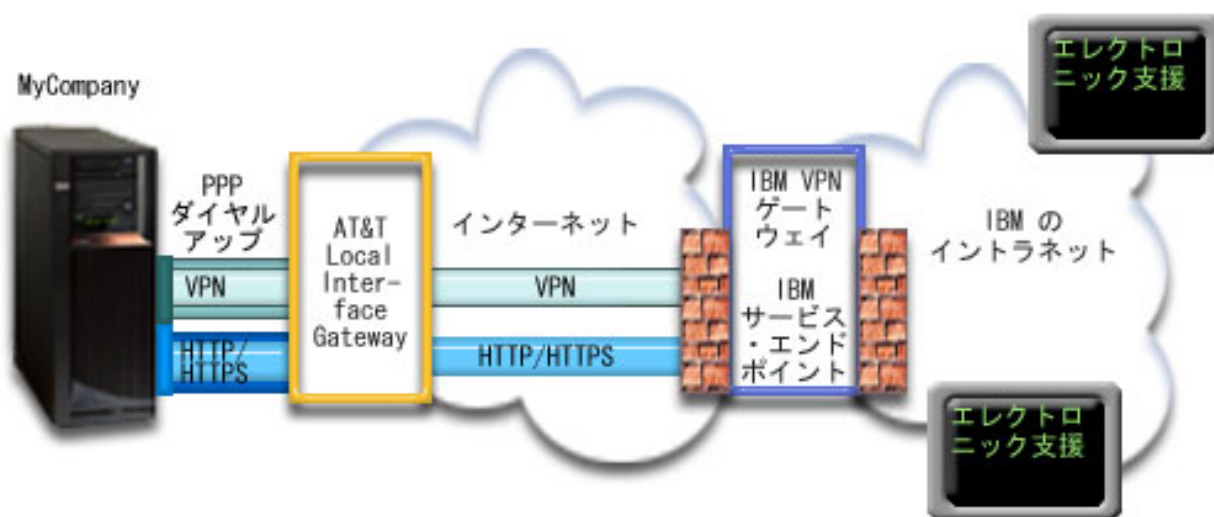 エレクトロ
ニック支援
MyCompany
PPP
ダイヤル
アップ
VPN
HTTP/
HTTPS
AT&T
Local
Inter-
face
Gateway
インターネット
VPN
HTTP/HTTPS
IBM VPN
ゲート
ウェイ
IBM
サービス
・エンド
ポイント
IBM の
イントラネット
エレクトロ
ニック支援